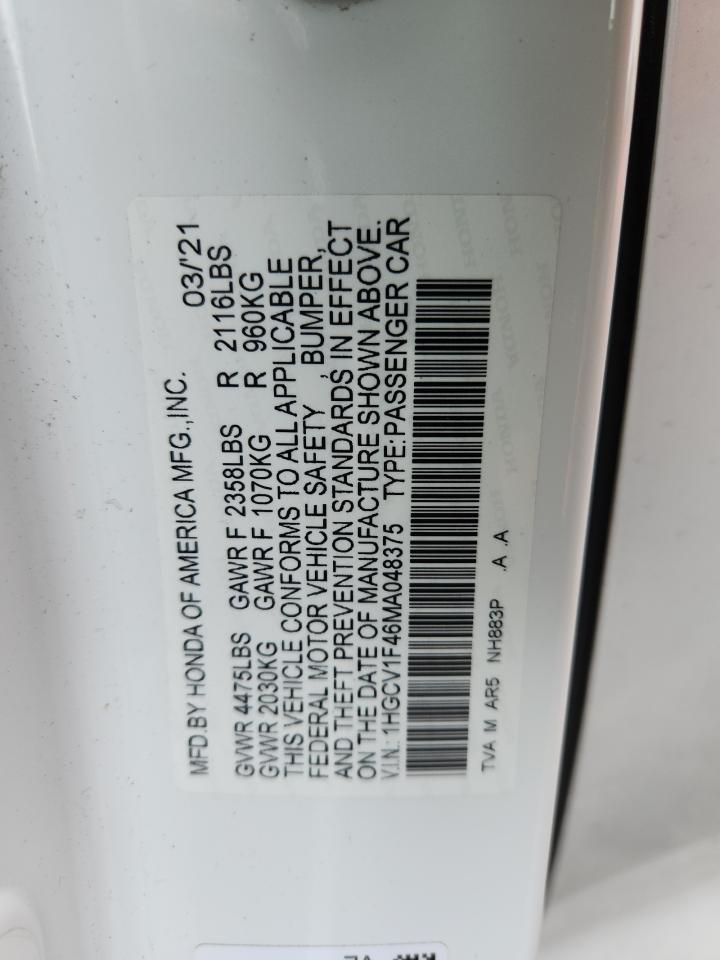 MFD.BY HONDA OF AMERICA MFG.,INC. 03/'21
GVWR 4475LBS GAWR F 2358LBS R 2116LBS
GVWR 2030KG GAWR F 1070KG R 960KG
THIS VEHICLE CONFORMS TO ALL APPLICABLE
FEDERAL MOTOR VEHICLE SAFETY , BUMPER,
AND THEFT PREVENTION STANDARDS IN EFFECT
ON THE DATE OF MANUFACTURE SHOWN ABOVE.
V.I.N.: 1HGCV1F46MA048375 TYPE:PASSENGER CAR
TVA M AR5 NH883P .A .A